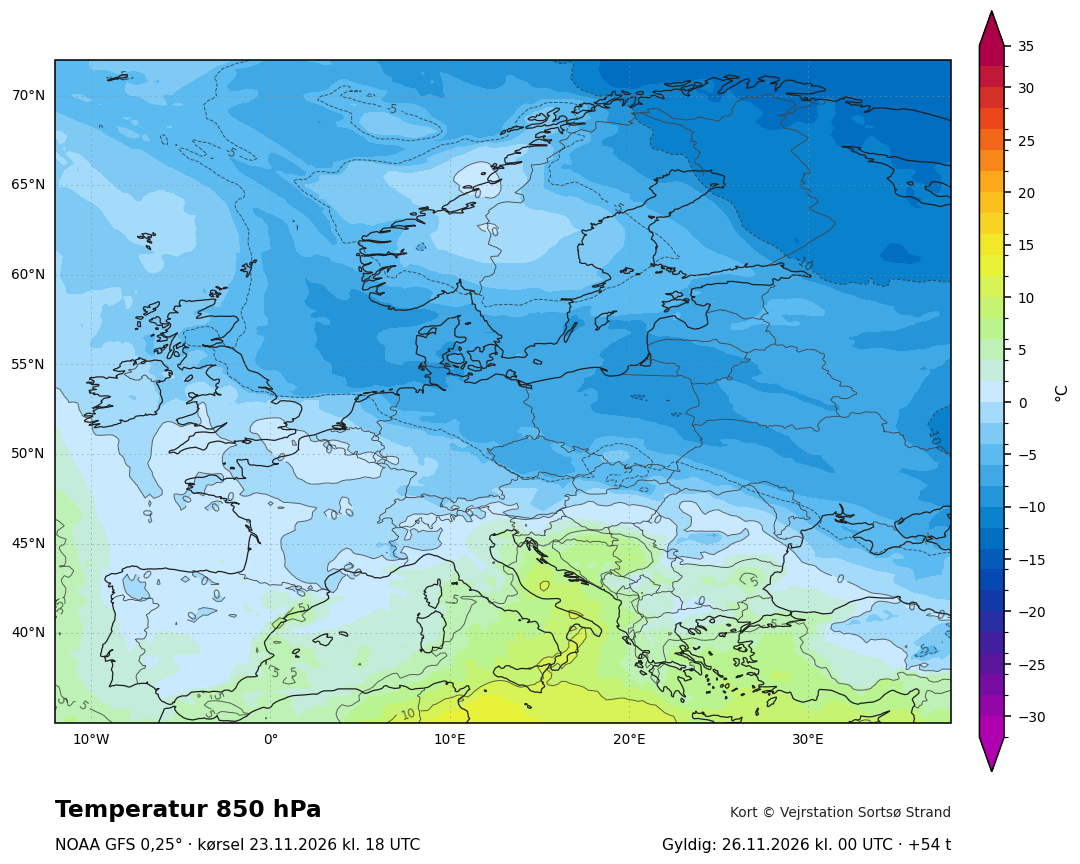 70°N
65°N
60°N
55°N
50°N
45°N
40°N
10°W 0° 10°E 20°E 30°E
35
30
25
20
15
10
5
0
−5
−10
−15
−20
−25
−30
°C
Temperatur 850 hPa
Kort © Vejrstation Sortsø Strand
NOAA GFS 0,25° · kørsel 23.11.2026 kl. 18 UTC
Gyldig: 26.11.2026 kl. 00 UTC · +54 t